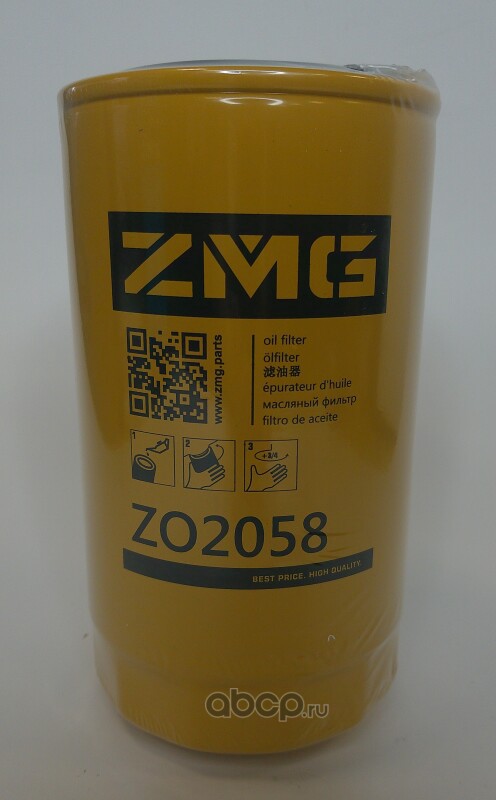 ZMG
www.zmg.parts
oil filter
ölfilter
滤油器
épurateur d'huile
масляный фильтр
filtro de aceite
1
2
3
+3/4
ZO2058
BEST PRICE. HIGH QUALITY.
abcp.ru